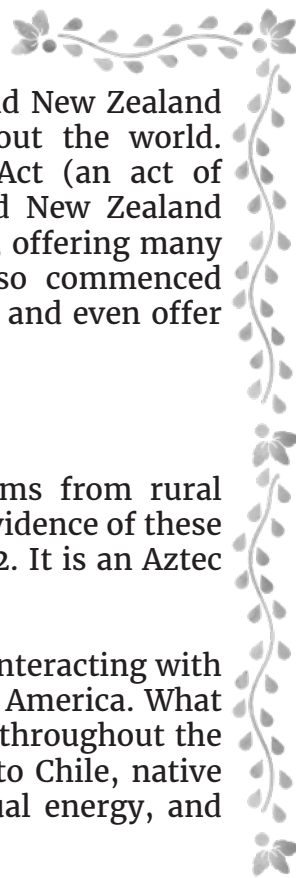 d New Zealand
out the world.
Act (an act of
d New Zealand
offering many
so commenced
and even offer
ms from rural
vidence of these
2. It is an Aztec
nteracting with
America. What
throughout the
to Chile, native
ual energy, and